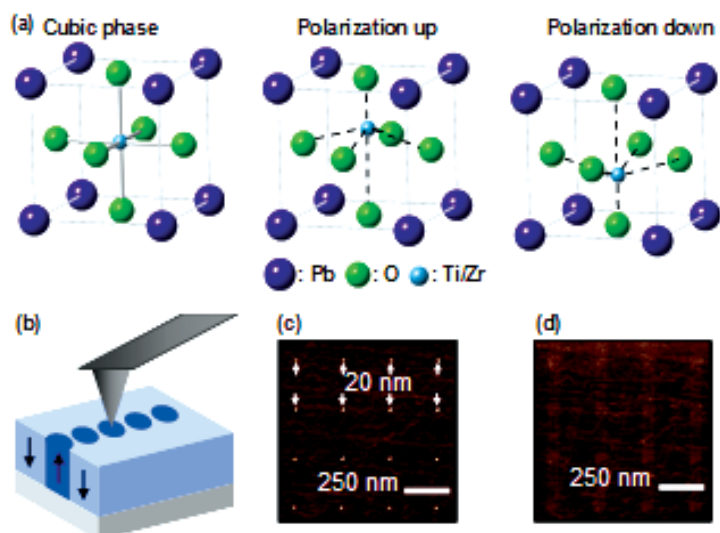 (a) Cubic phase Polarization up Polarization down
: Pb : O : Ti/Zr
(b) (c) (d)
20 nm
250 nm 250 nm